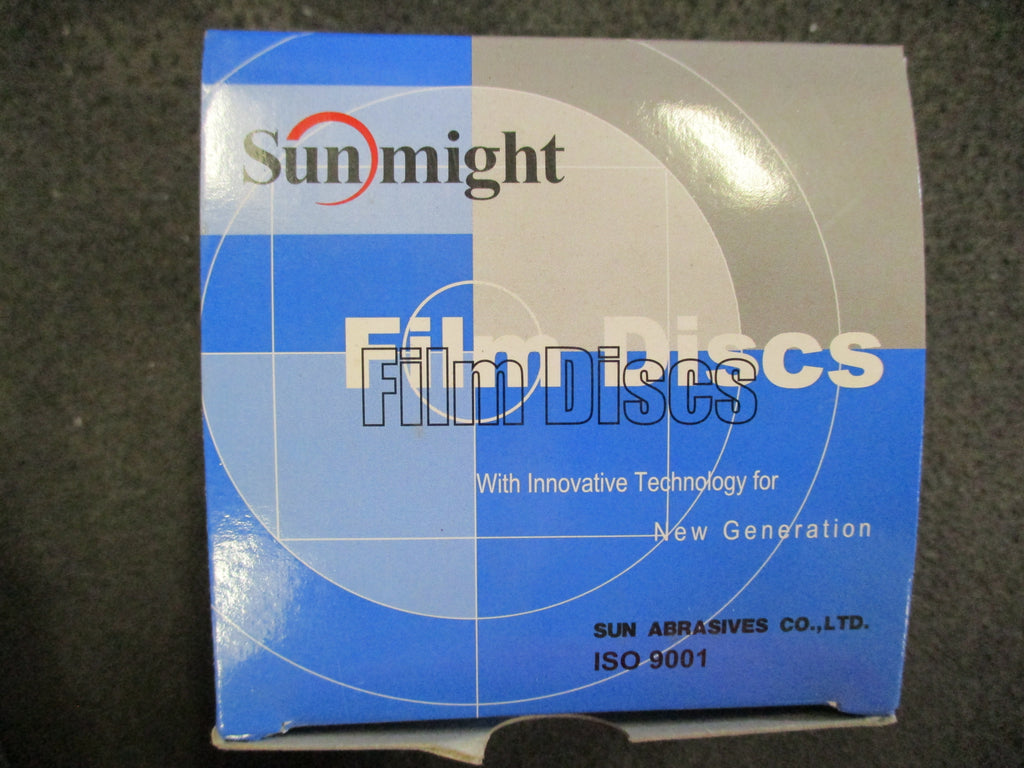 Sunmight
Film Discs
Film Discs
With Innovative Technology for
New Generation
SUN ABRASIVES CO.,LTD.
ISO 9001